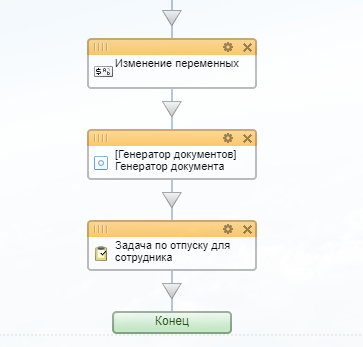 Изменение переменных
[Генератор документов]
Генератор документа
Задача по отпуску для
сотрудника
Конец